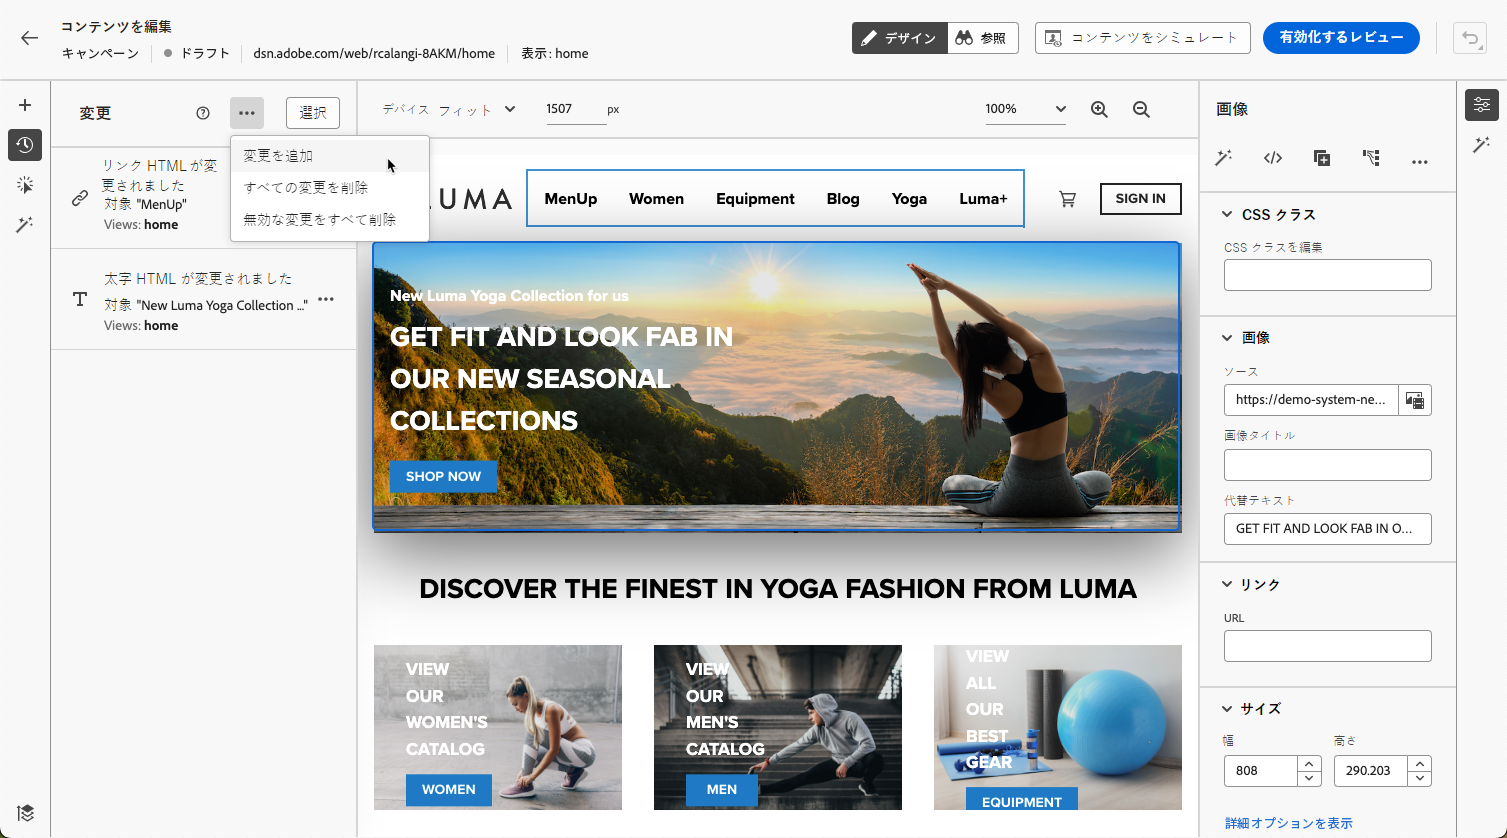 コンテンツを編集
キャンペーン ドラフト dsn.adobe.com/web/rcalangi-8AKM/home 表示: home
デザイン 参照 コンテンツをシミュレート 有効化するレビュー
変更 選択
変更を追加
すべての変更を削除
無効な変更をすべて削除
リンク HTML が変
更されました
対象 "MenUp"
Views: home
太字 HTML が変更されました
対象 "New Luma Yoga Collection ..."
Views: home
デバイス フィット 1507 px 100%
LUMA
MenUp Women Equipment Blog Yoga Luma+
SIGN IN
New Luma Yoga Collection for us
GET FIT AND LOOK FAB IN
OUR NEW SEASONAL
COLLECTIONS
SHOP NOW
DISCOVER THE FINEST IN YOGA FASHION FROM LUMA
VIEW
OUR
WOMEN'S
CATALOG
WOMEN
VIEW
OUR
MEN'S
CATALOG
MEN
VIEW
ALL
OUR
BEST
GEAR
EQUIPMENT
画像
CSS クラス
CSS クラスを編集
画像
ソース
https://demo-system-ne...
画像タイトル
代替テキスト
GET FIT AND LOOK FAB IN O...
リンク
URL
サイズ
幅 高さ
808 290.203
詳細オプションを表示